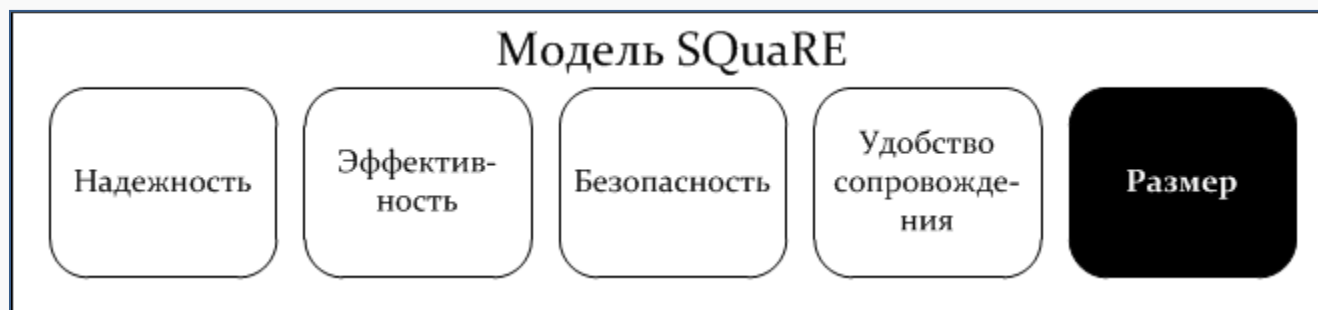 Модель SQuaRE
Надежность
Эффектив-
ность
Безопасность
Удобство
сопровожде-
ния
Размер